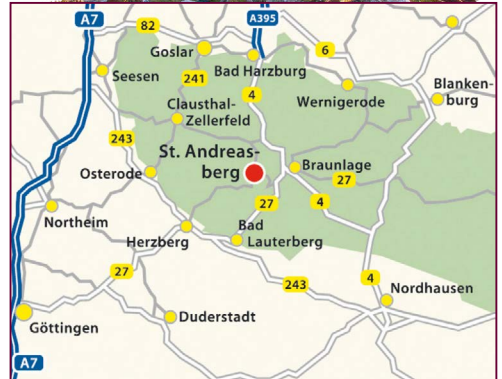 A7
82
A395
Goslar
6
Seesen
241
Bad Harzburg
4
Wernigerode
Blanken-
burg
Clausthal-
Zellerfeld
243
St. Andreas-
berg
Osterode
Braunlage
27
27
4
Northeim
Herzberg
Bad
Lauterberg
27
243
4
Nordhausen
Göttingen
Duderstadt
A7